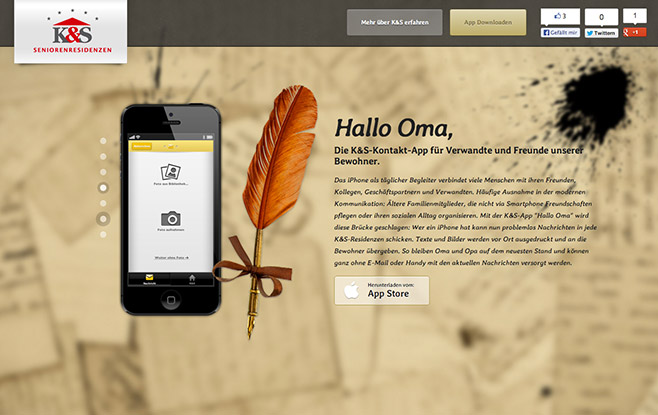 K&S
SENIORENRESIDENZEN
Mehr über K&S erfahren
App Downloaden
3
0
1
Gefällt mir
Twittern
+1
Hallo Oma,
Die K&S-Kontakt-App für Verwandte und Freunde unserer
Bewohner.
Das iPhone als täglicher Begleiter verbindet viele Menschen mit ihren Freunden,
Kollegen, Geschäftspartnern und Verwandten. Häufige Ausnahme in der modernen
Kommunikation: Ältere Familienmitglieder, die nicht via Smartphone Freundschaften
pflegen oder ihren sozialen Alltag organisieren. Mit der K&S-App "Hallo Oma" wird
diese Brücke geschlagen: Wer ein iPhone hat kann nun problemlos Nachrichten in jede
K&S-Residenzen schicken. Texte und Bilder werden vor Ort ausgedruckt und an die
Bewohner übergeben. So bleiben Oma und Opa auf dem neuesten Stand und können
ganz ohne E-Mail oder Handy mit den aktuellen Nachrichten versorgt werden.
Herunterladen vom:
App Store
Foto aus Bibliothek...
Foto aufnehmen
Weiter ohne Foto